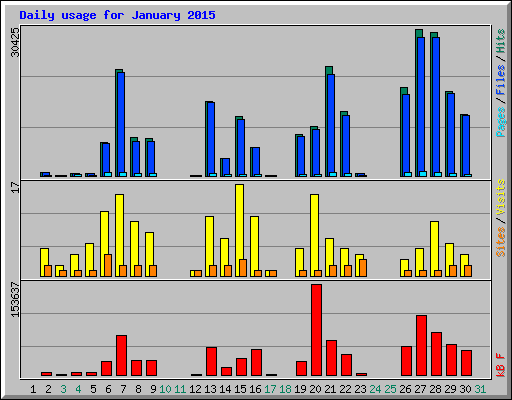 Daily usage for January 2015
30425
17
153637
Pages / Files / Hits
Sites / Visits
kB F
1 2 3 4 5 6 7 8 9 10 11 12 13 14 15 16 17 18 19 20 21 22 23 24 25 26 27 28 29 30 31